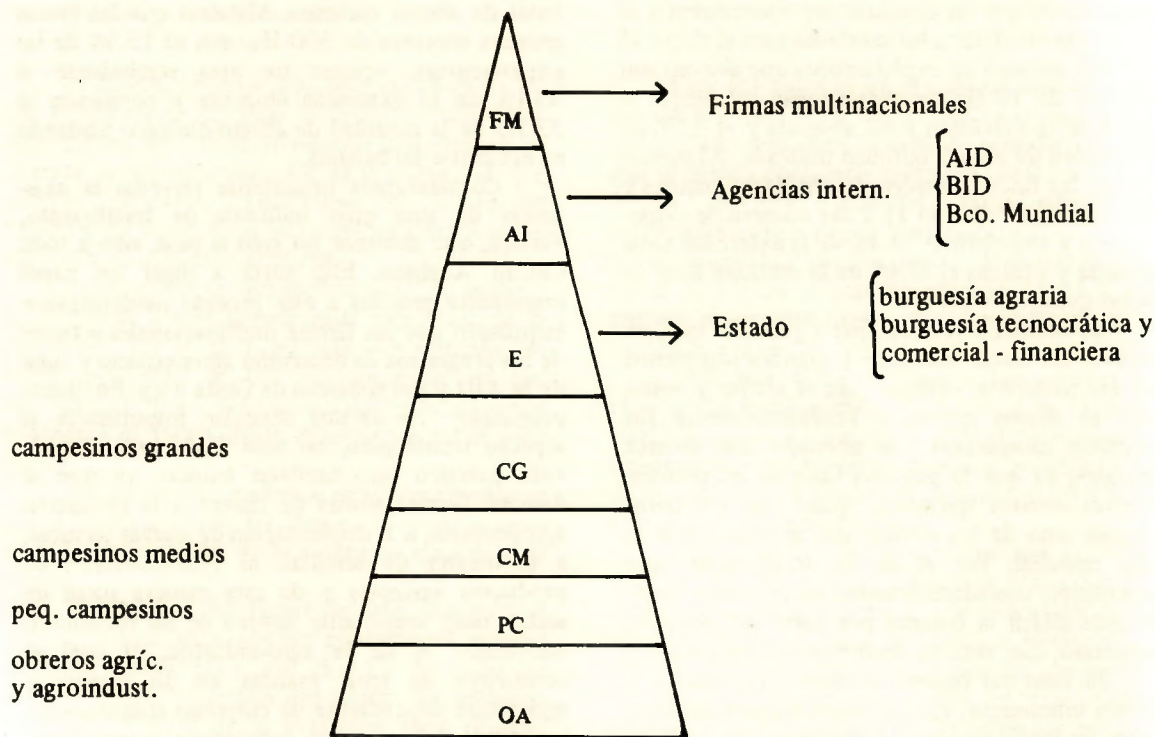 FM
Firmas multinacionales
AI
Agencias intern.
AID
BID
Bco. Mundial
E
Estado
burguesía agraria
burguesía tecnocrática y
comercial - financiera
campesinos grandes
CG
campesinos medios
CM
peq. campesinos
PC
obreros agríc.
y agroindust.
OA